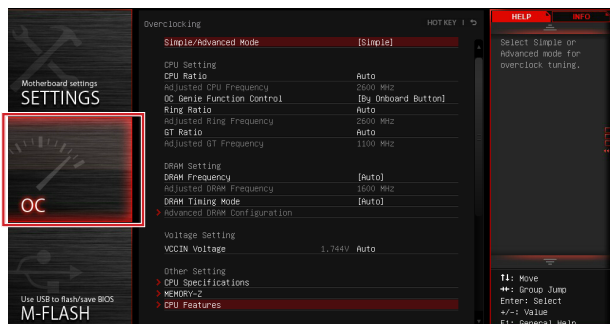 Motherboard settings
SETTINGS
OC
Use USB to flash/save BIOS
M-FLASH
Overclocking
HOT KEY
Simple/Advanced Mode [Simple]
CPU Setting
CPU Ratio Auto
Adjusted CPU Frequency 2600 MHz
OC Genie Function Control [By Onboard Button]
Ring Ratio Auto
Adjusted Ring Frequency 2600 MHz
GT Ratio Auto
Adjusted GT Frequency 1100 MHz
DRAM Setting
DRAM Frequency [Auto]
Adjusted DRAM Frequency 1600 MHz
DRAM Timing Mode [Auto]
> Advanced DRAM Configuration
Voltage Setting
VCCIN Voltage 1.744V Auto
Other Setting
> CPU Specifications
> MEMORY-Z
> CPU Features
HELP INFO
Select Simple or
Advanced mode for
overclock tuning.
↑↓: Move
Group Jump
Enter: Select
+/-: Value
F1: General Help